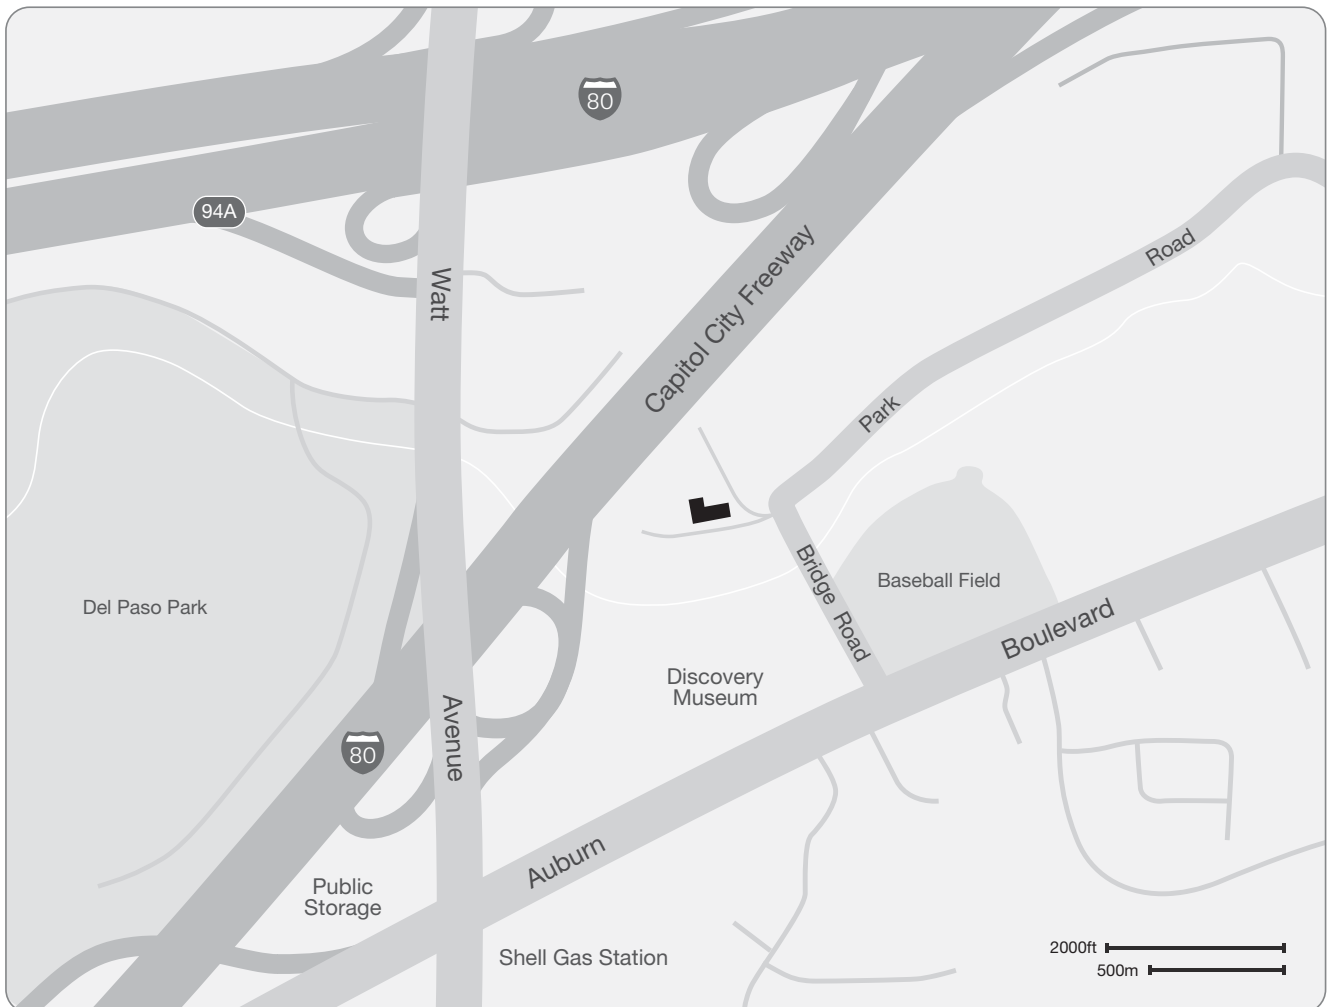 80
94A
Watt
Capitol City Freeway
Park
Road
Bridge Road
Baseball Field
Del Paso Park
Boulevard
Discovery
Museum
Avenue
80
Auburn
Public
Storage
Shell Gas Station
2000ft
500m